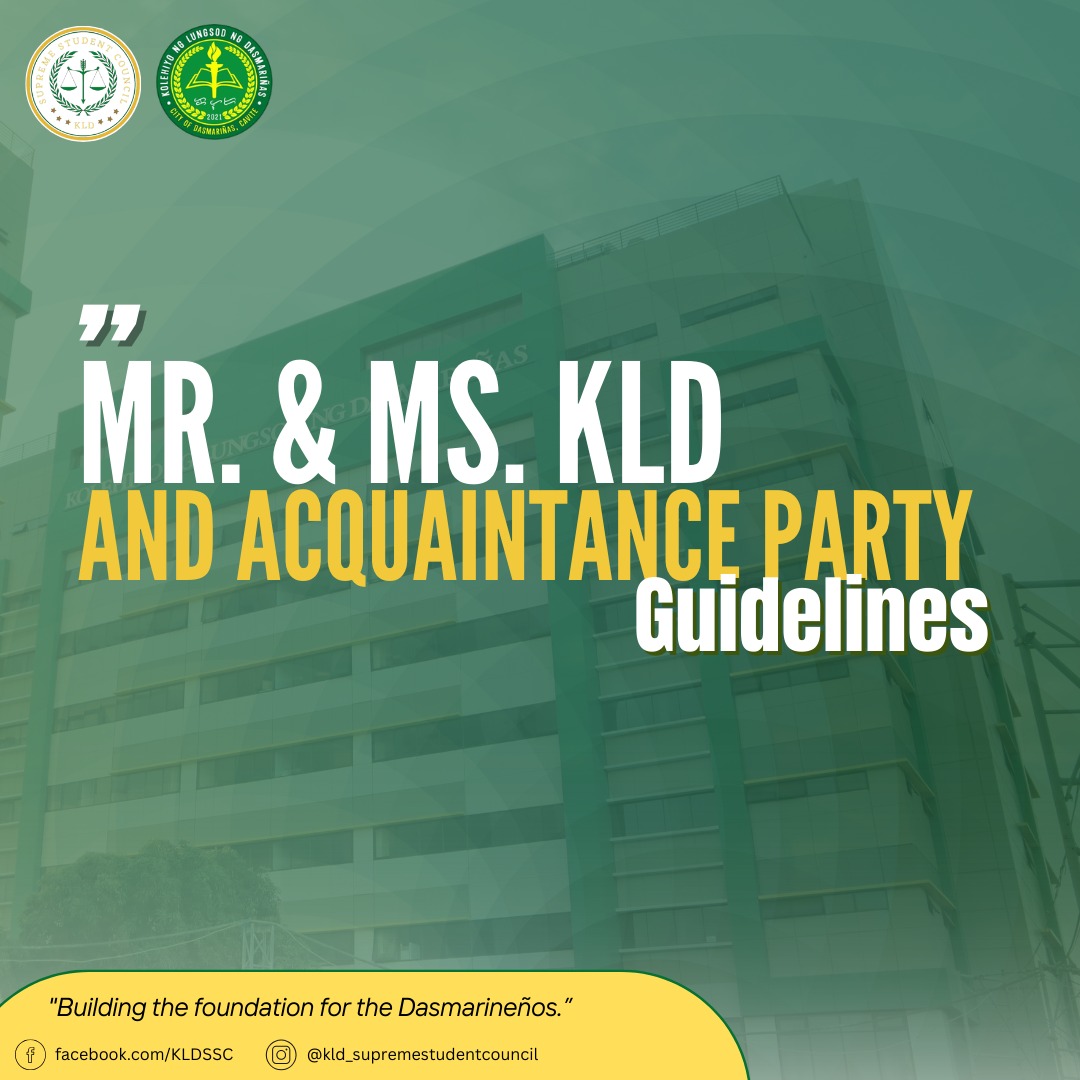 SUPREME STUDENT COUNCIL
KLD
KOLEHIYO NG LUNGSOD NG DASMARIÑAS
2021
CITY OF DASMARIÑAS, CAVITE
”
MR. & MS. KLD
AND ACQUAINTANCE PARTY
Guidelines
"Building the foundation for the Dasmarineños.”
facebook.com/KLDSSC
@kld_supremestudentcouncil